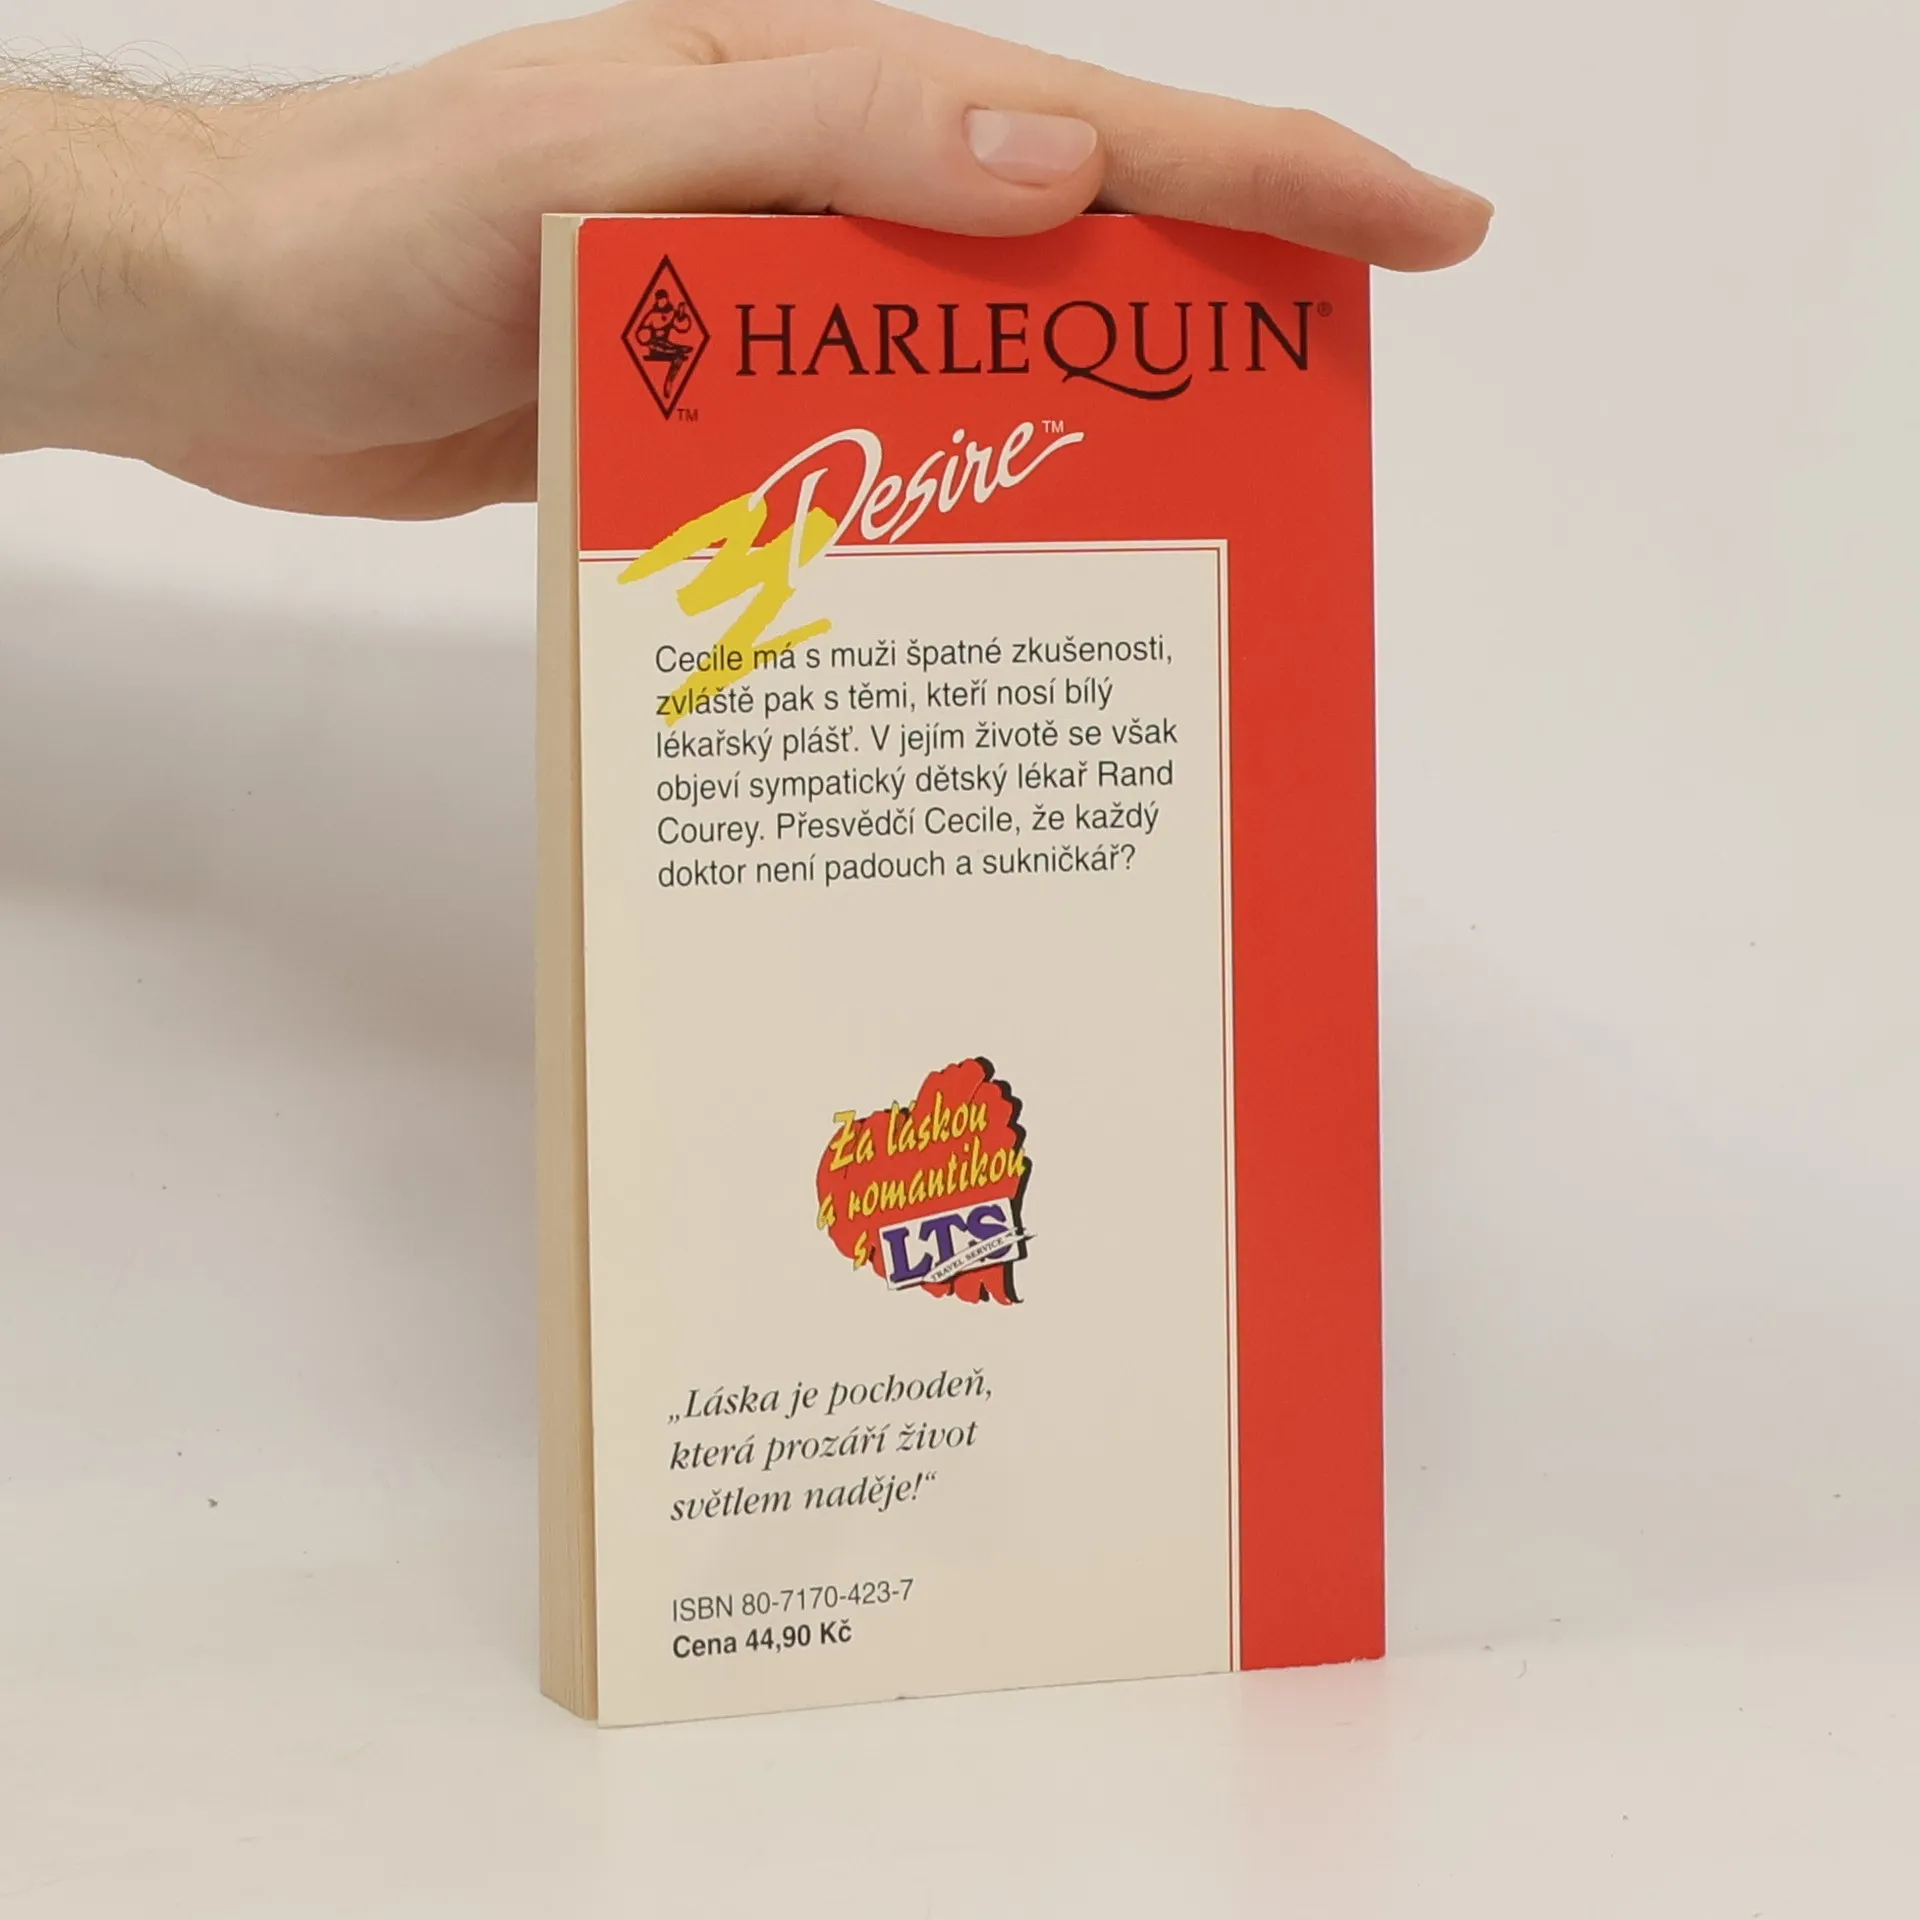 HARLEQUIN®
TM
Desire™
Cecile má s muži špatné zkušenosti,
zvláště pak s těmi, kteří nosí bílý
lékařský plášť. V jejím životě se však
objeví sympatický dětský lékař Rand
Courey. Přesvědčí Cecile, že každý
doktor není padouch a sukničkář?
Za láskou
a romantikou
s LTS
TRAVEL SERVICE
„Láska je pochodeň,
která prozáří život
světlem naděje!“
ISBN 80-7170-423-7
Cena 44,90 Kč